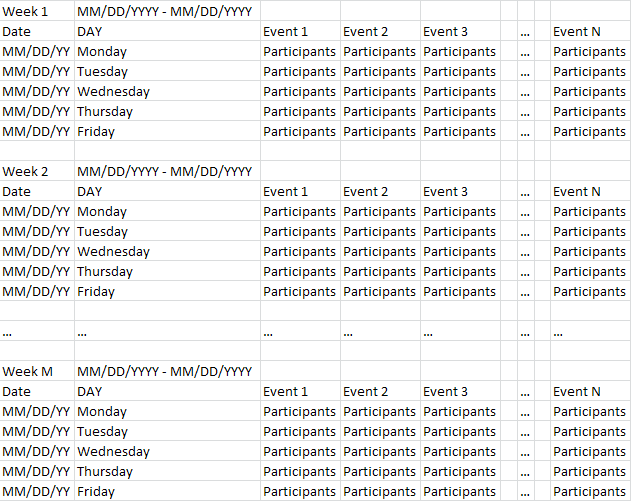 Week 1 MM/DD/YYYY - MM/DD/YYYY
Date DAY Event 1 Event 2 Event 3 ... Event N
MM/DD/YY Monday Participants Participants Participants ... Participants
MM/DD/YY Tuesday Participants Participants Participants ... Participants
MM/DD/YY Wednesday Participants Participants Participants ... Participants
MM/DD/YY Thursday Participants Participants Participants ... Participants
MM/DD/YY Friday Participants Participants Participants ... Participants
Week 2 MM/DD/YYYY - MM/DD/YYYY
Date DAY Event 1 Event 2 Event 3 ... Event N
MM/DD/YY Monday Participants Participants Participants ... Participants
MM/DD/YY Tuesday Participants Participants Participants ... Participants
MM/DD/YY Wednesday Participants Participants Participants ... Participants
MM/DD/YY Thursday Participants Participants Participants ... Participants
MM/DD/YY Friday Participants Participants Participants ... Participants
... ... ... ... ... ... ...
Week M MM/DD/YYYY - MM/DD/YYYY
Date DAY Event 1 Event 2 Event 3 ... Event N
MM/DD/YY Monday Participants Participants Participants ... Participants
MM/DD/YY Tuesday Participants Participants Participants ... Participants
MM/DD/YY Wednesday Participants Participants Participants ... Participants
MM/DD/YY Thursday Participants Participants Participants ... Participants
MM/DD/YY Friday Participants Participants Participants ... Participants